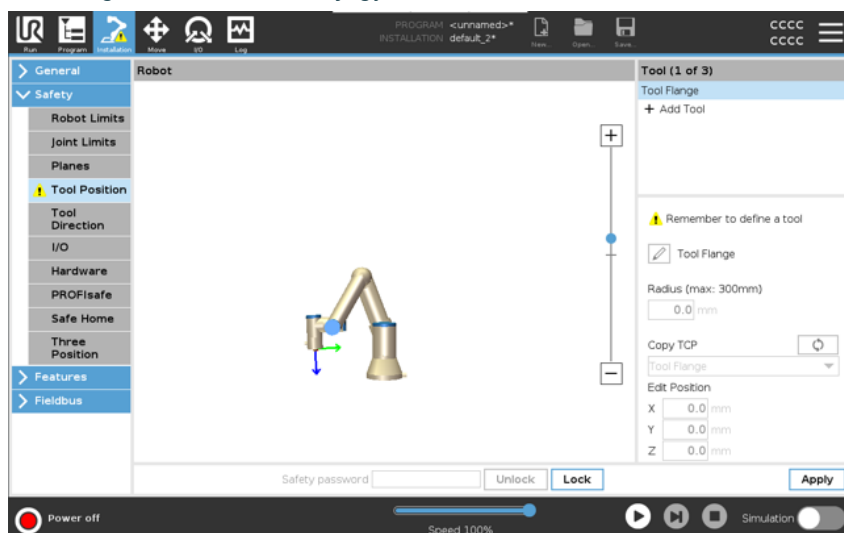 UR
PROGRAM <unnamed>*
INSTALLATION default_2*
cccc
cccc
Run
Program
Installation
Move
I/O
Log
New...
Open...
Save...
General
Safety
Robot Limits
Joint Limits
Planes
Tool Position
Tool
Direction
I/O
Hardware
PROFIsafe
Safe Home
Three
Position
Features
Fieldbus
Robot
Tool (1 of 3)
Tool Flange
+ Add Tool
Remember to define a tool
Tool Flange
Radius (max: 300mm)
0.0 mm
Copy TCP
Tool Flange
Edit Position
X 0.0 mm
Y 0.0 mm
Z 0.0 mm
Safety password
Unlock
Lock
Apply
Power off
Speed 100%
Simulation